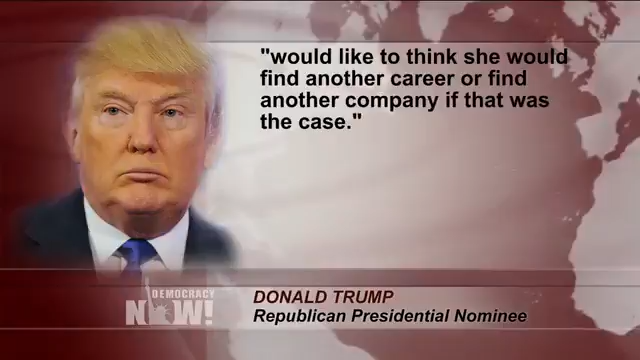 "would like to think she would
find another career or find
another company if that was
the case."
DEMOCRACY
NOW!
DONALD TRUMP
Republican Presidential Nominee